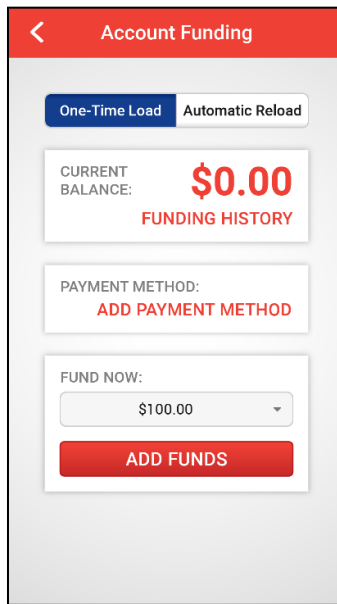 Account Funding
One-Time Load Automatic Reload
CURRENT
BALANCE:
$0.00
FUNDING HISTORY
PAYMENT METHOD:
ADD PAYMENT METHOD
FUND NOW:
$100.00
ADD FUNDS